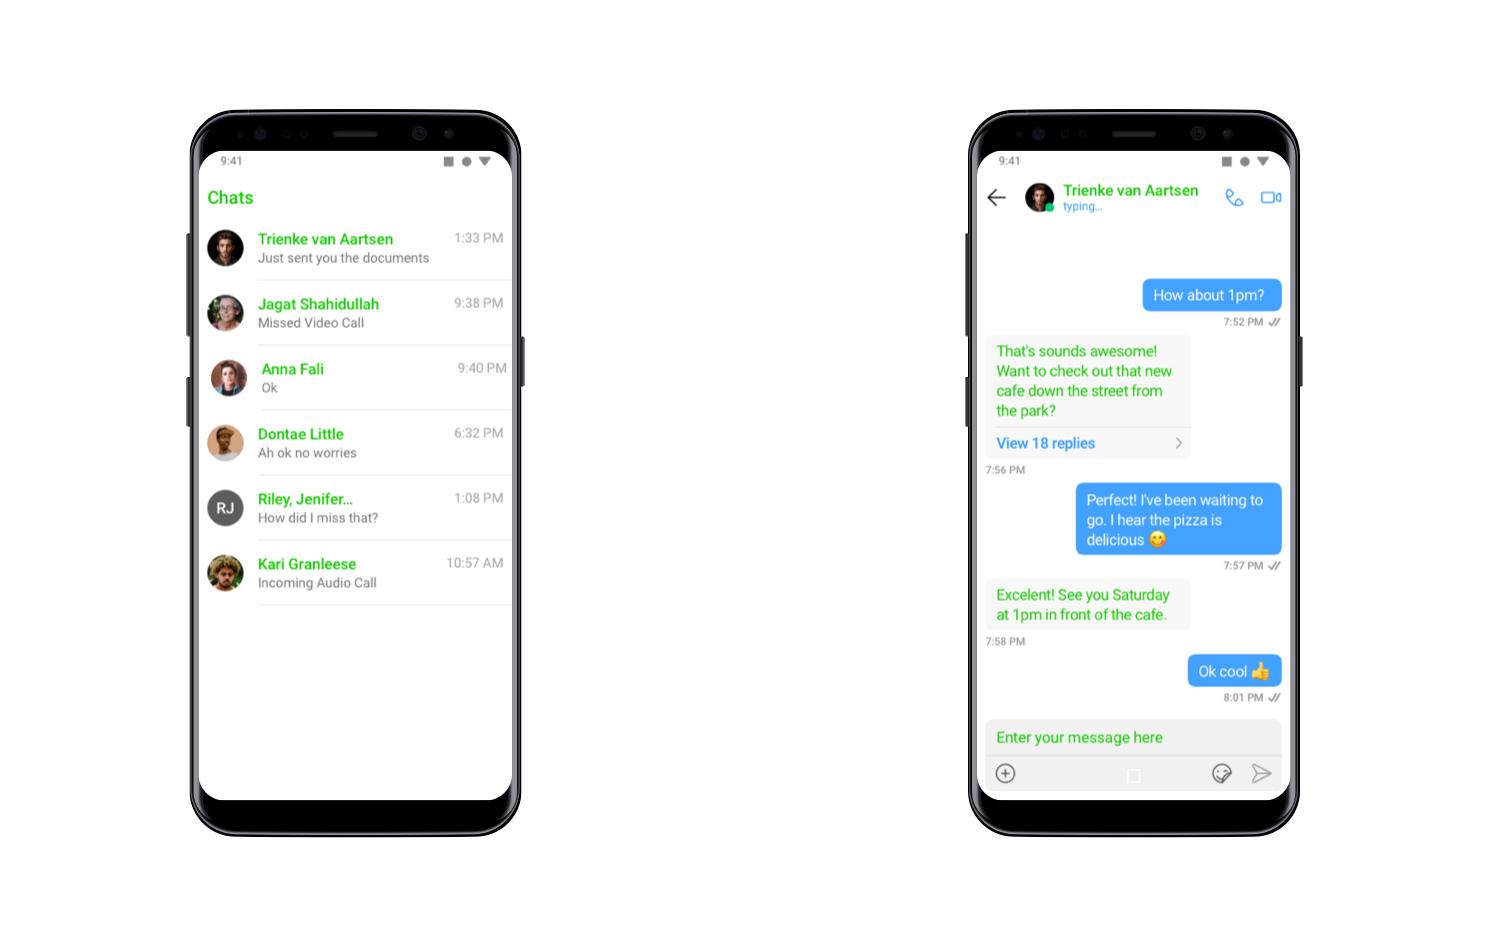 9:41
Chats
Trienke van Aartsen
1:33 PM
Just sent you the documents
Jagat Shahidullah
9:38 PM
Missed Video Call
Anna Fali
9:40 PM
Ok
Dontae Little
6:32 PM
Ah ok no worries
RJ
Riley, Jenifer...
1:08 PM
How did I miss that?
Kari Granleese
10:57 AM
Incoming Audio Call
9:41
Trienke van Aartsen
typing...
How about 1pm?
7:52 PM
That's sounds awesome!
Want to check out that new
cafe down the street from
the park?
View 18 replies
7:56 PM
Perfect! I've been waiting to
go. I hear the pizza is
delicious 😋
7:57 PM
Excelent! See you Saturday
at 1pm in front of the cafe.
7:58 PM
Ok cool 👍
8:01 PM
Enter your message here